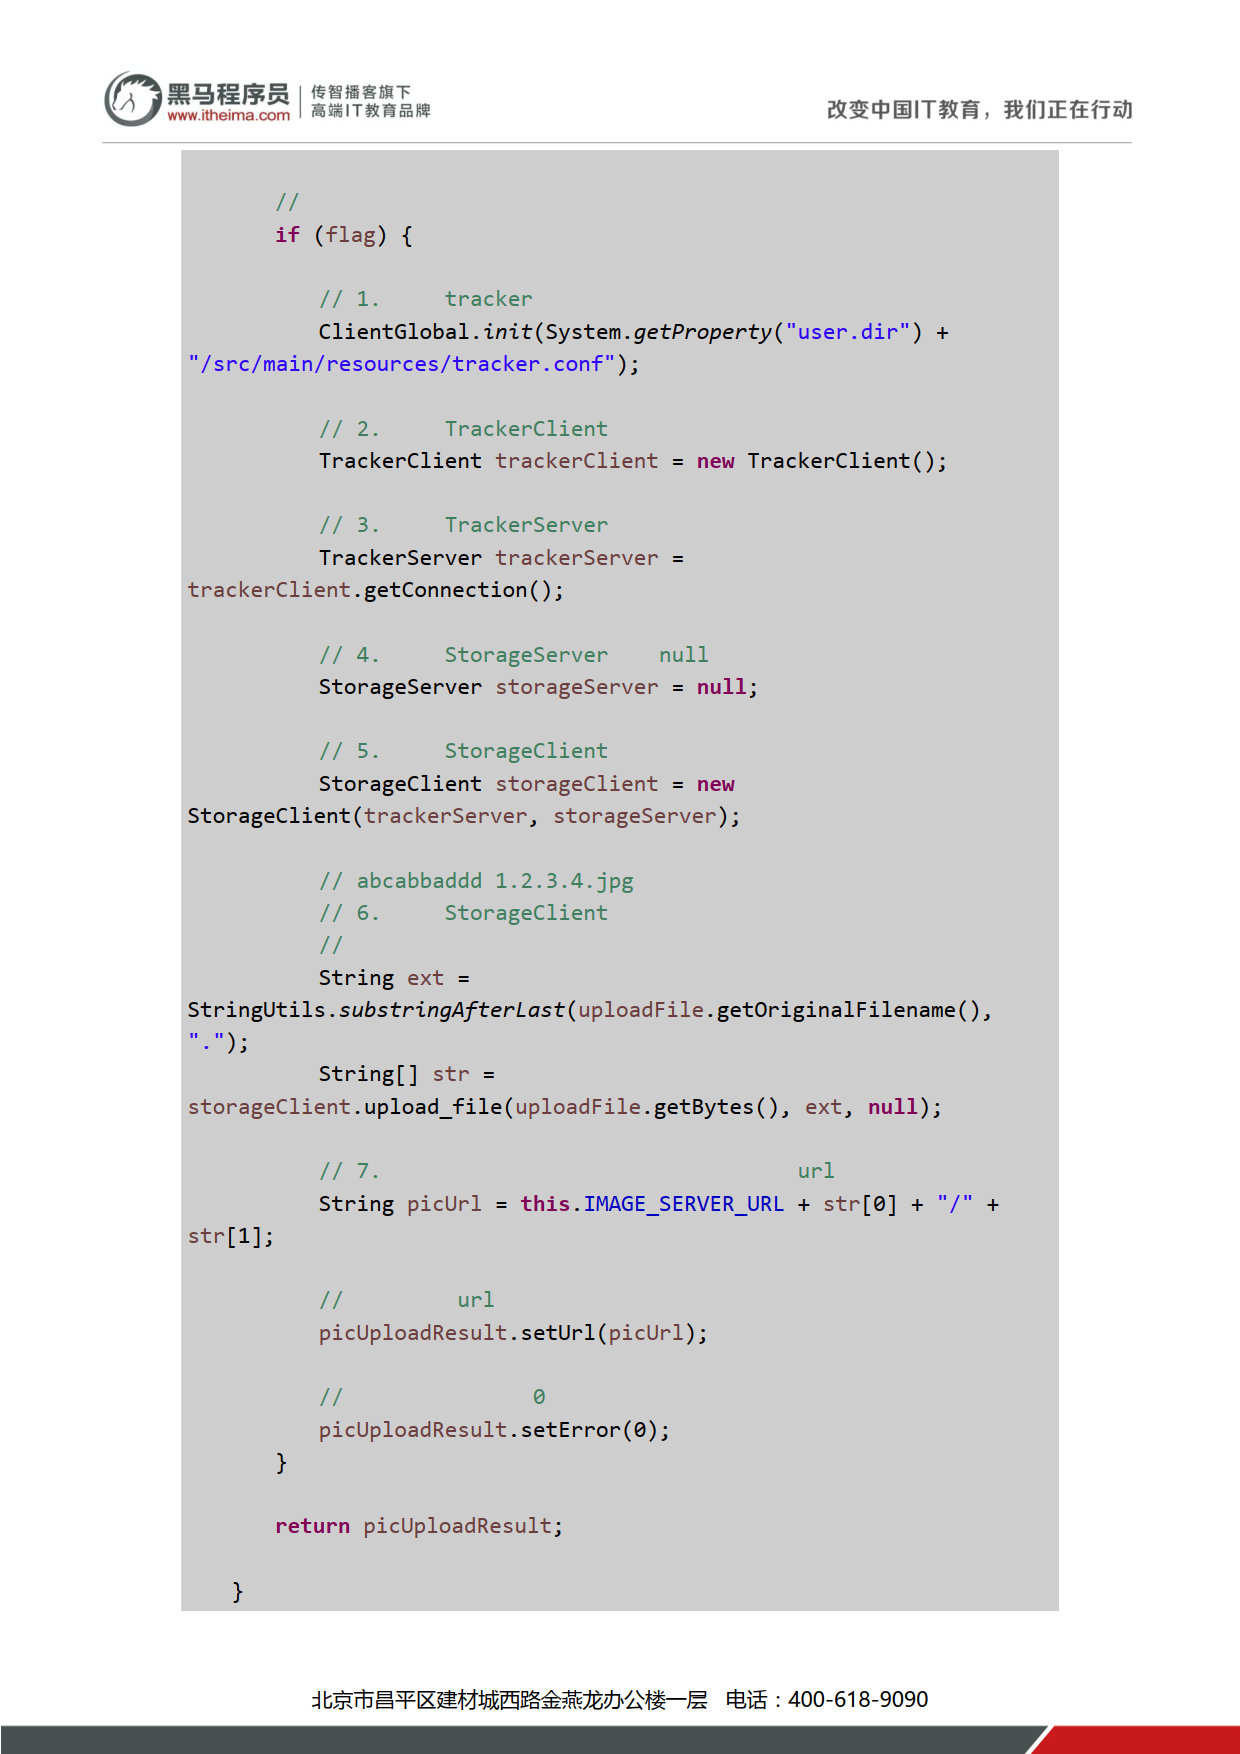 黑马程序员
www.itheima.com
传智播客旗下
高端IT教育品牌
改变中国IT教育，我们正在行动
//
if (flag) {
// 1. tracker
ClientGlobal.init(System.getProperty("user.dir") +
"/src/main/resources/tracker.conf");
// 2. TrackerClient
TrackerClient trackerClient = new TrackerClient();
// 3. TrackerServer
TrackerServer trackerServer =
trackerClient.getConnection();
// 4. StorageServer null
StorageServer storageServer = null;
// 5. StorageClient
StorageClient storageClient = new
StorageClient(trackerServer, storageServer);
// abcabbaddd 1.2.3.4.jpg
// 6. StorageClient
//
String ext =
StringUtils.substringAfterLast(uploadFile.getOriginalFilename(),
".");
String[] str =
storageClient.upload_file(uploadFile.getBytes(), ext, null);
// 7. url
String picUrl = this.IMAGE_SERVER_URL + str[0] + "/" +
str[1];
// url
picUploadResult.setUrl(picUrl);
// 0
picUploadResult.setError(0);
}
return picUploadResult;
}
北京市昌平区建材城西路金燕龙办公楼一层 电话：400-618-9090